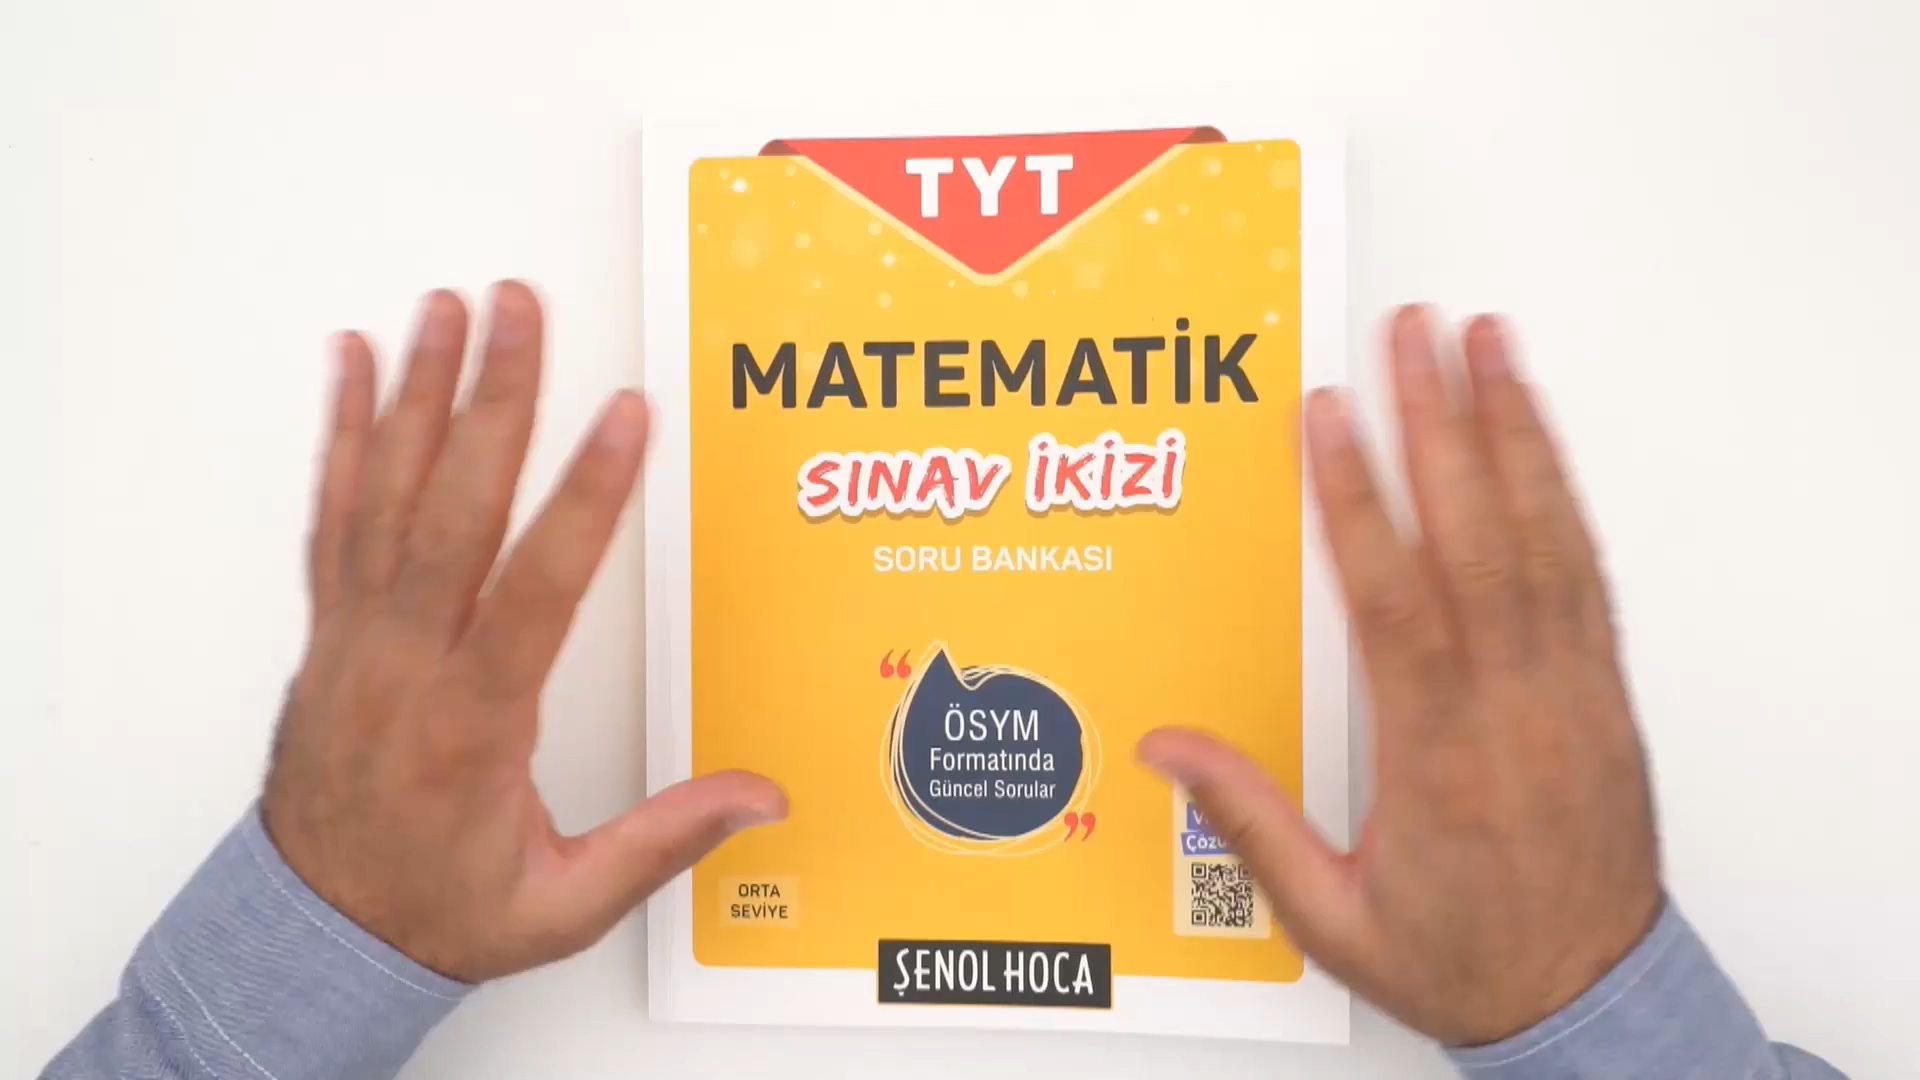 TYT
MATEMATİK
SINAV İKİZİ
SORU BANKASI
ÖSYM
Formatında
Güncel Sorular
ORTA
SEVİYE
ŞENOL HOCA